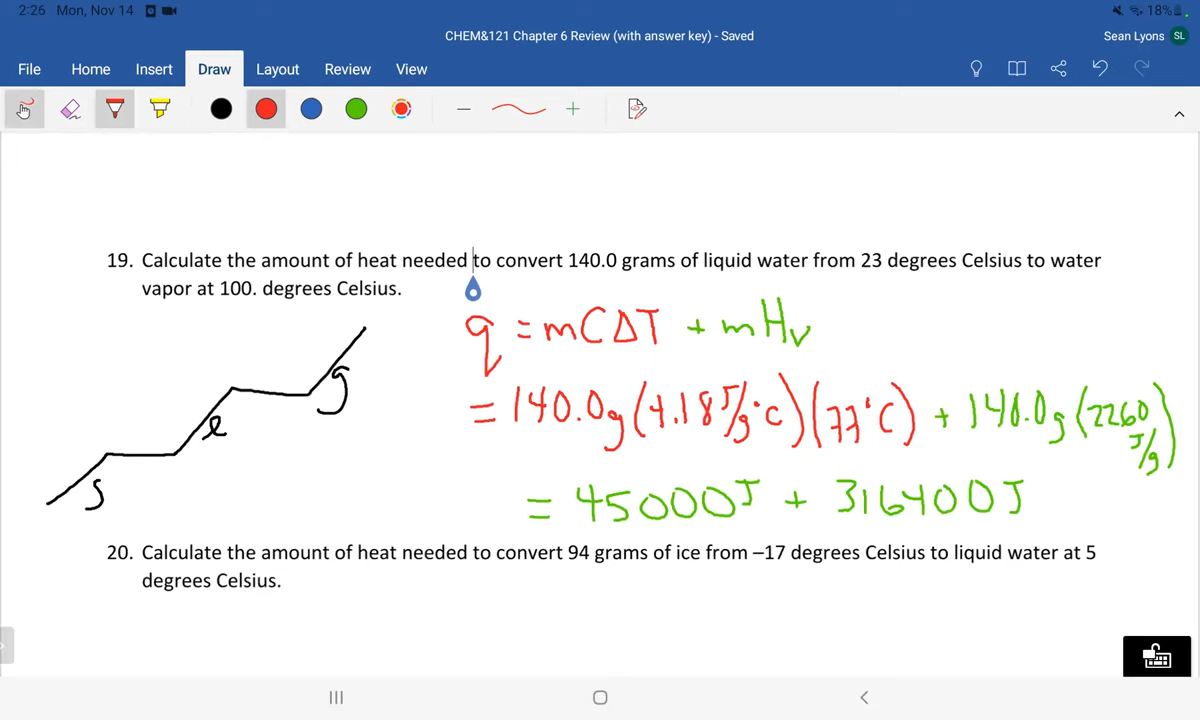 2:26 Mon, Nov 14 18%
CHEM&121 Chapter 6 Review (with answer key) - Saved
Sean Lyons SL
File Home Insert Draw Layout Review View
19. Calculate the amount of heat needed to convert 140.0 grams of liquid water from 23 degrees Celsius to water
vapor at 100. degrees Celsius.
q = mCΔT + mHv
= 140.0g (4.18 J/g°C) (77°C) + 140.0g (2260 J/g)
= 45000J + 316400J
g
l
s
20. Calculate the amount of heat needed to convert 94 grams of ice from –17 degrees Celsius to liquid water at 5
degrees Celsius.